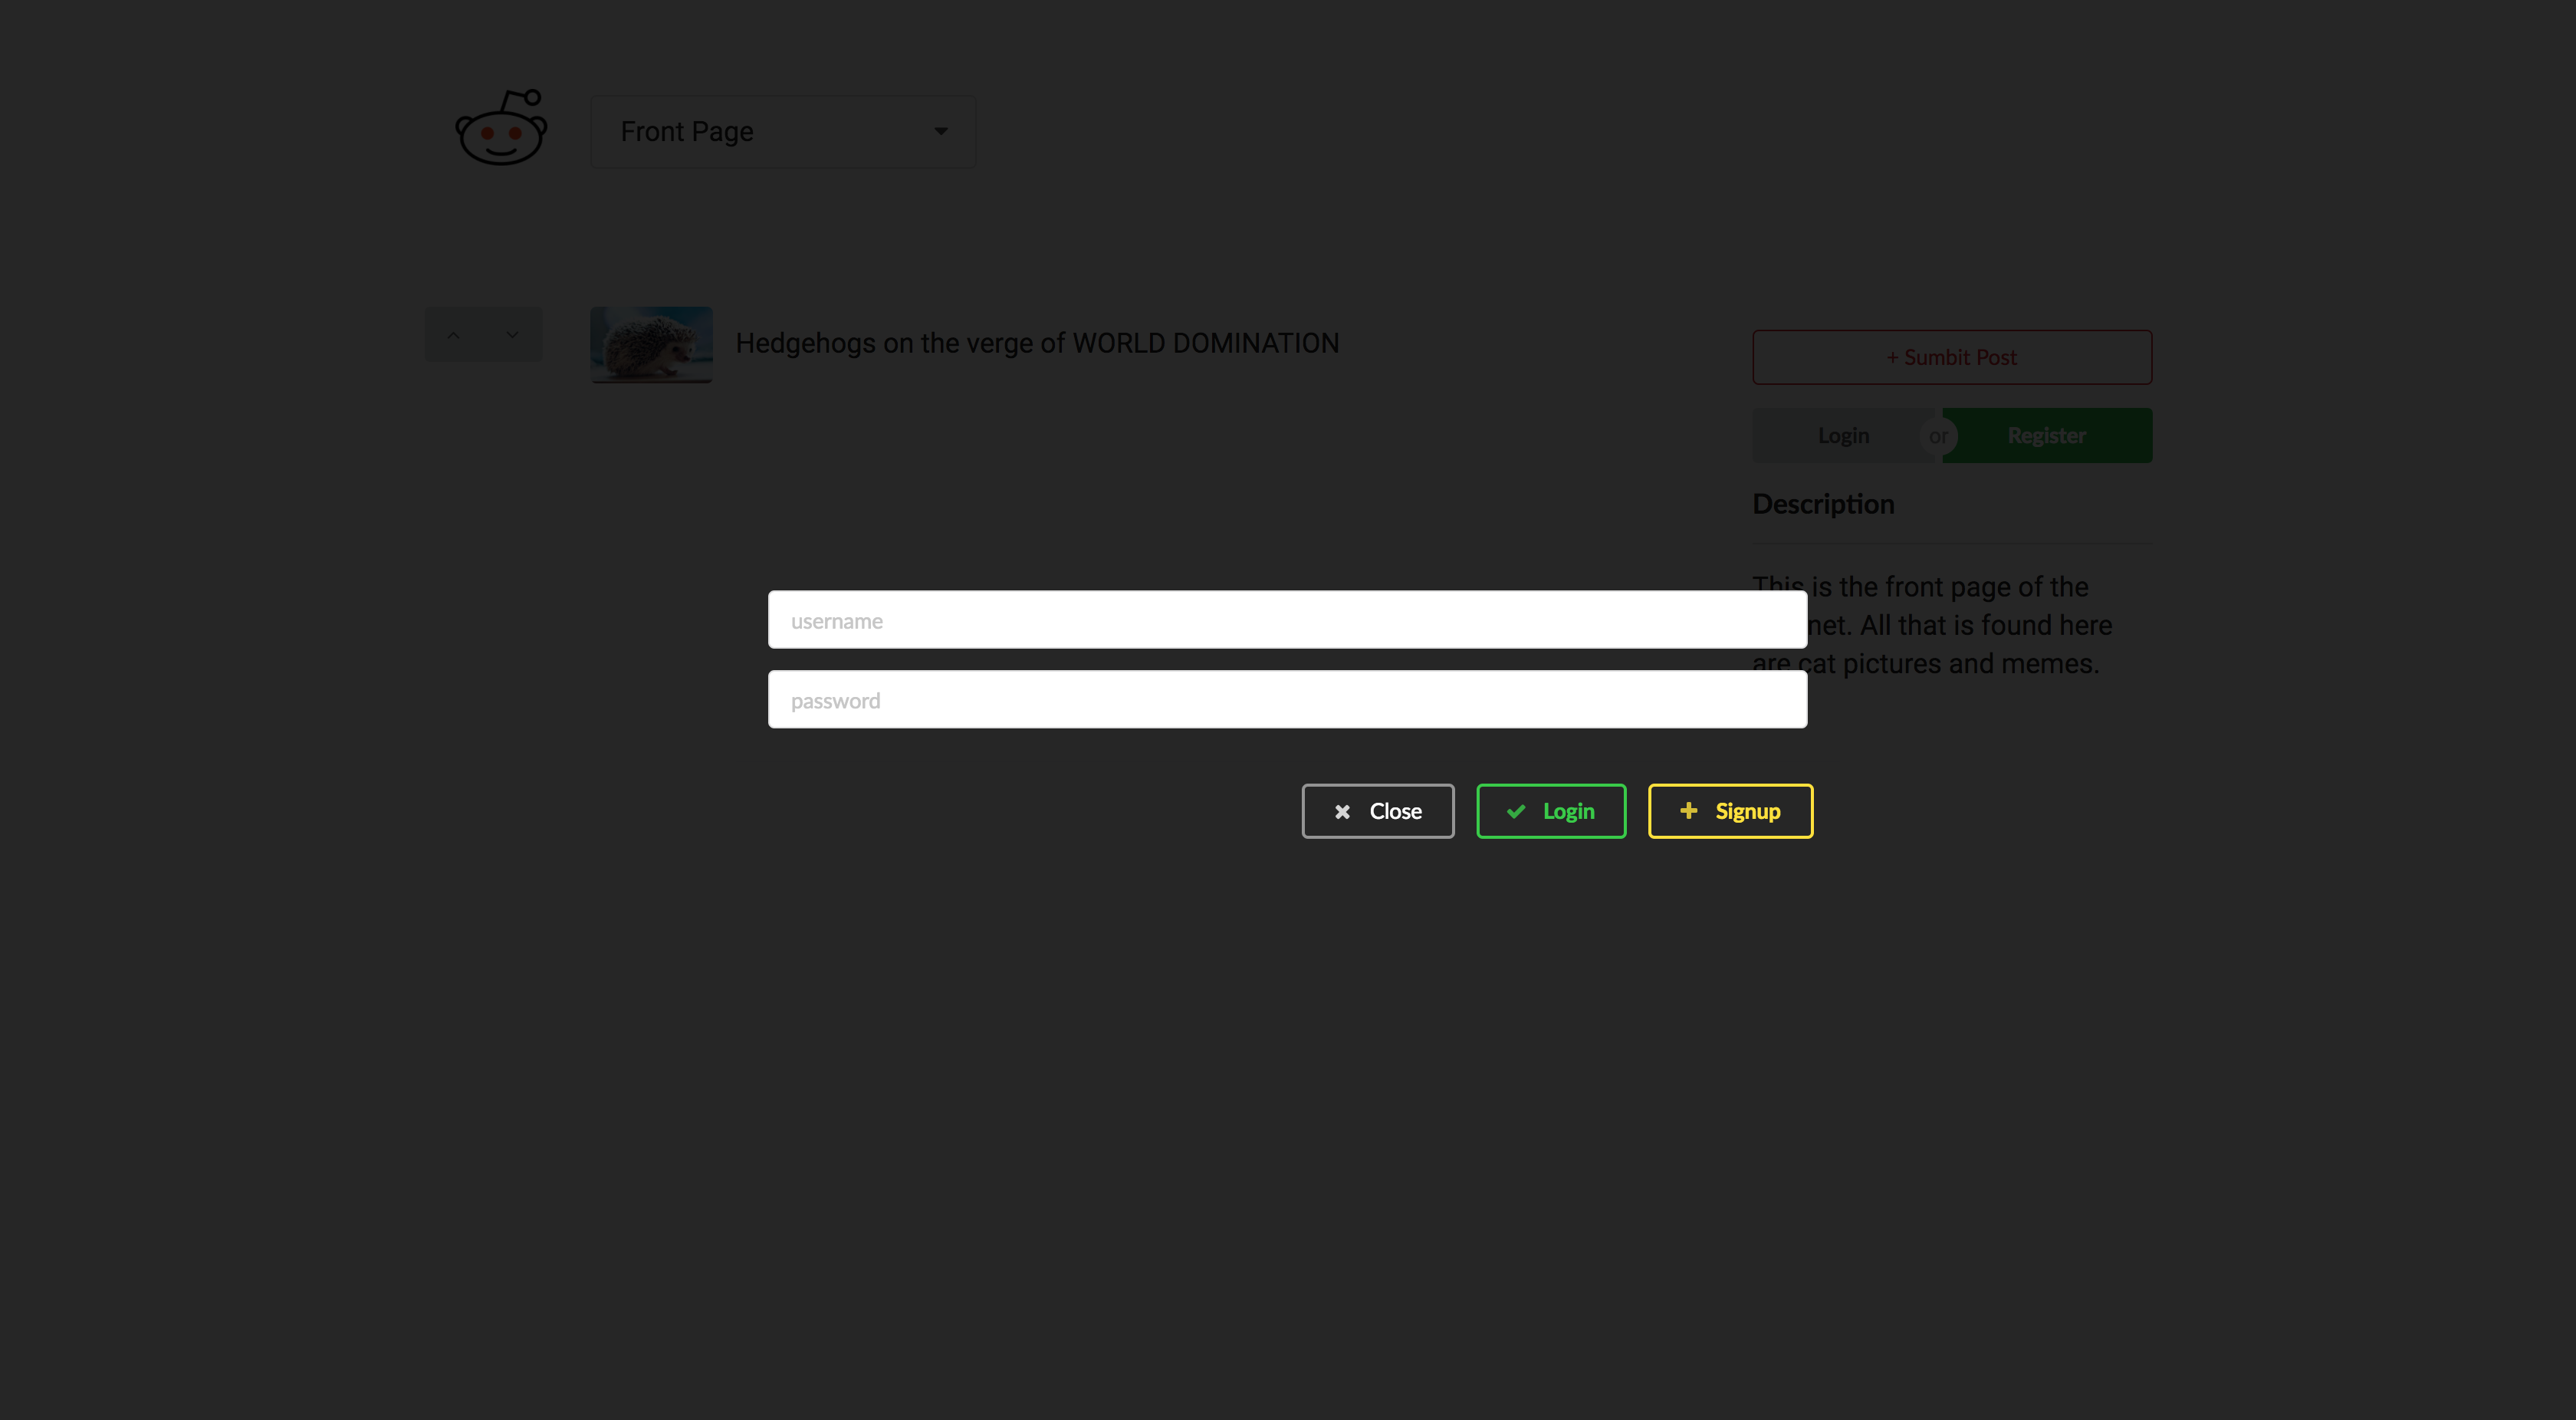 Front Page
Hedgehogs on the verge of WORLD DOMINATION
+ Sumbit Post
Login or Register
Description
This is the front page of the
net. All that is found here
are cat pictures and memes.
username
password
Close
Login
Signup